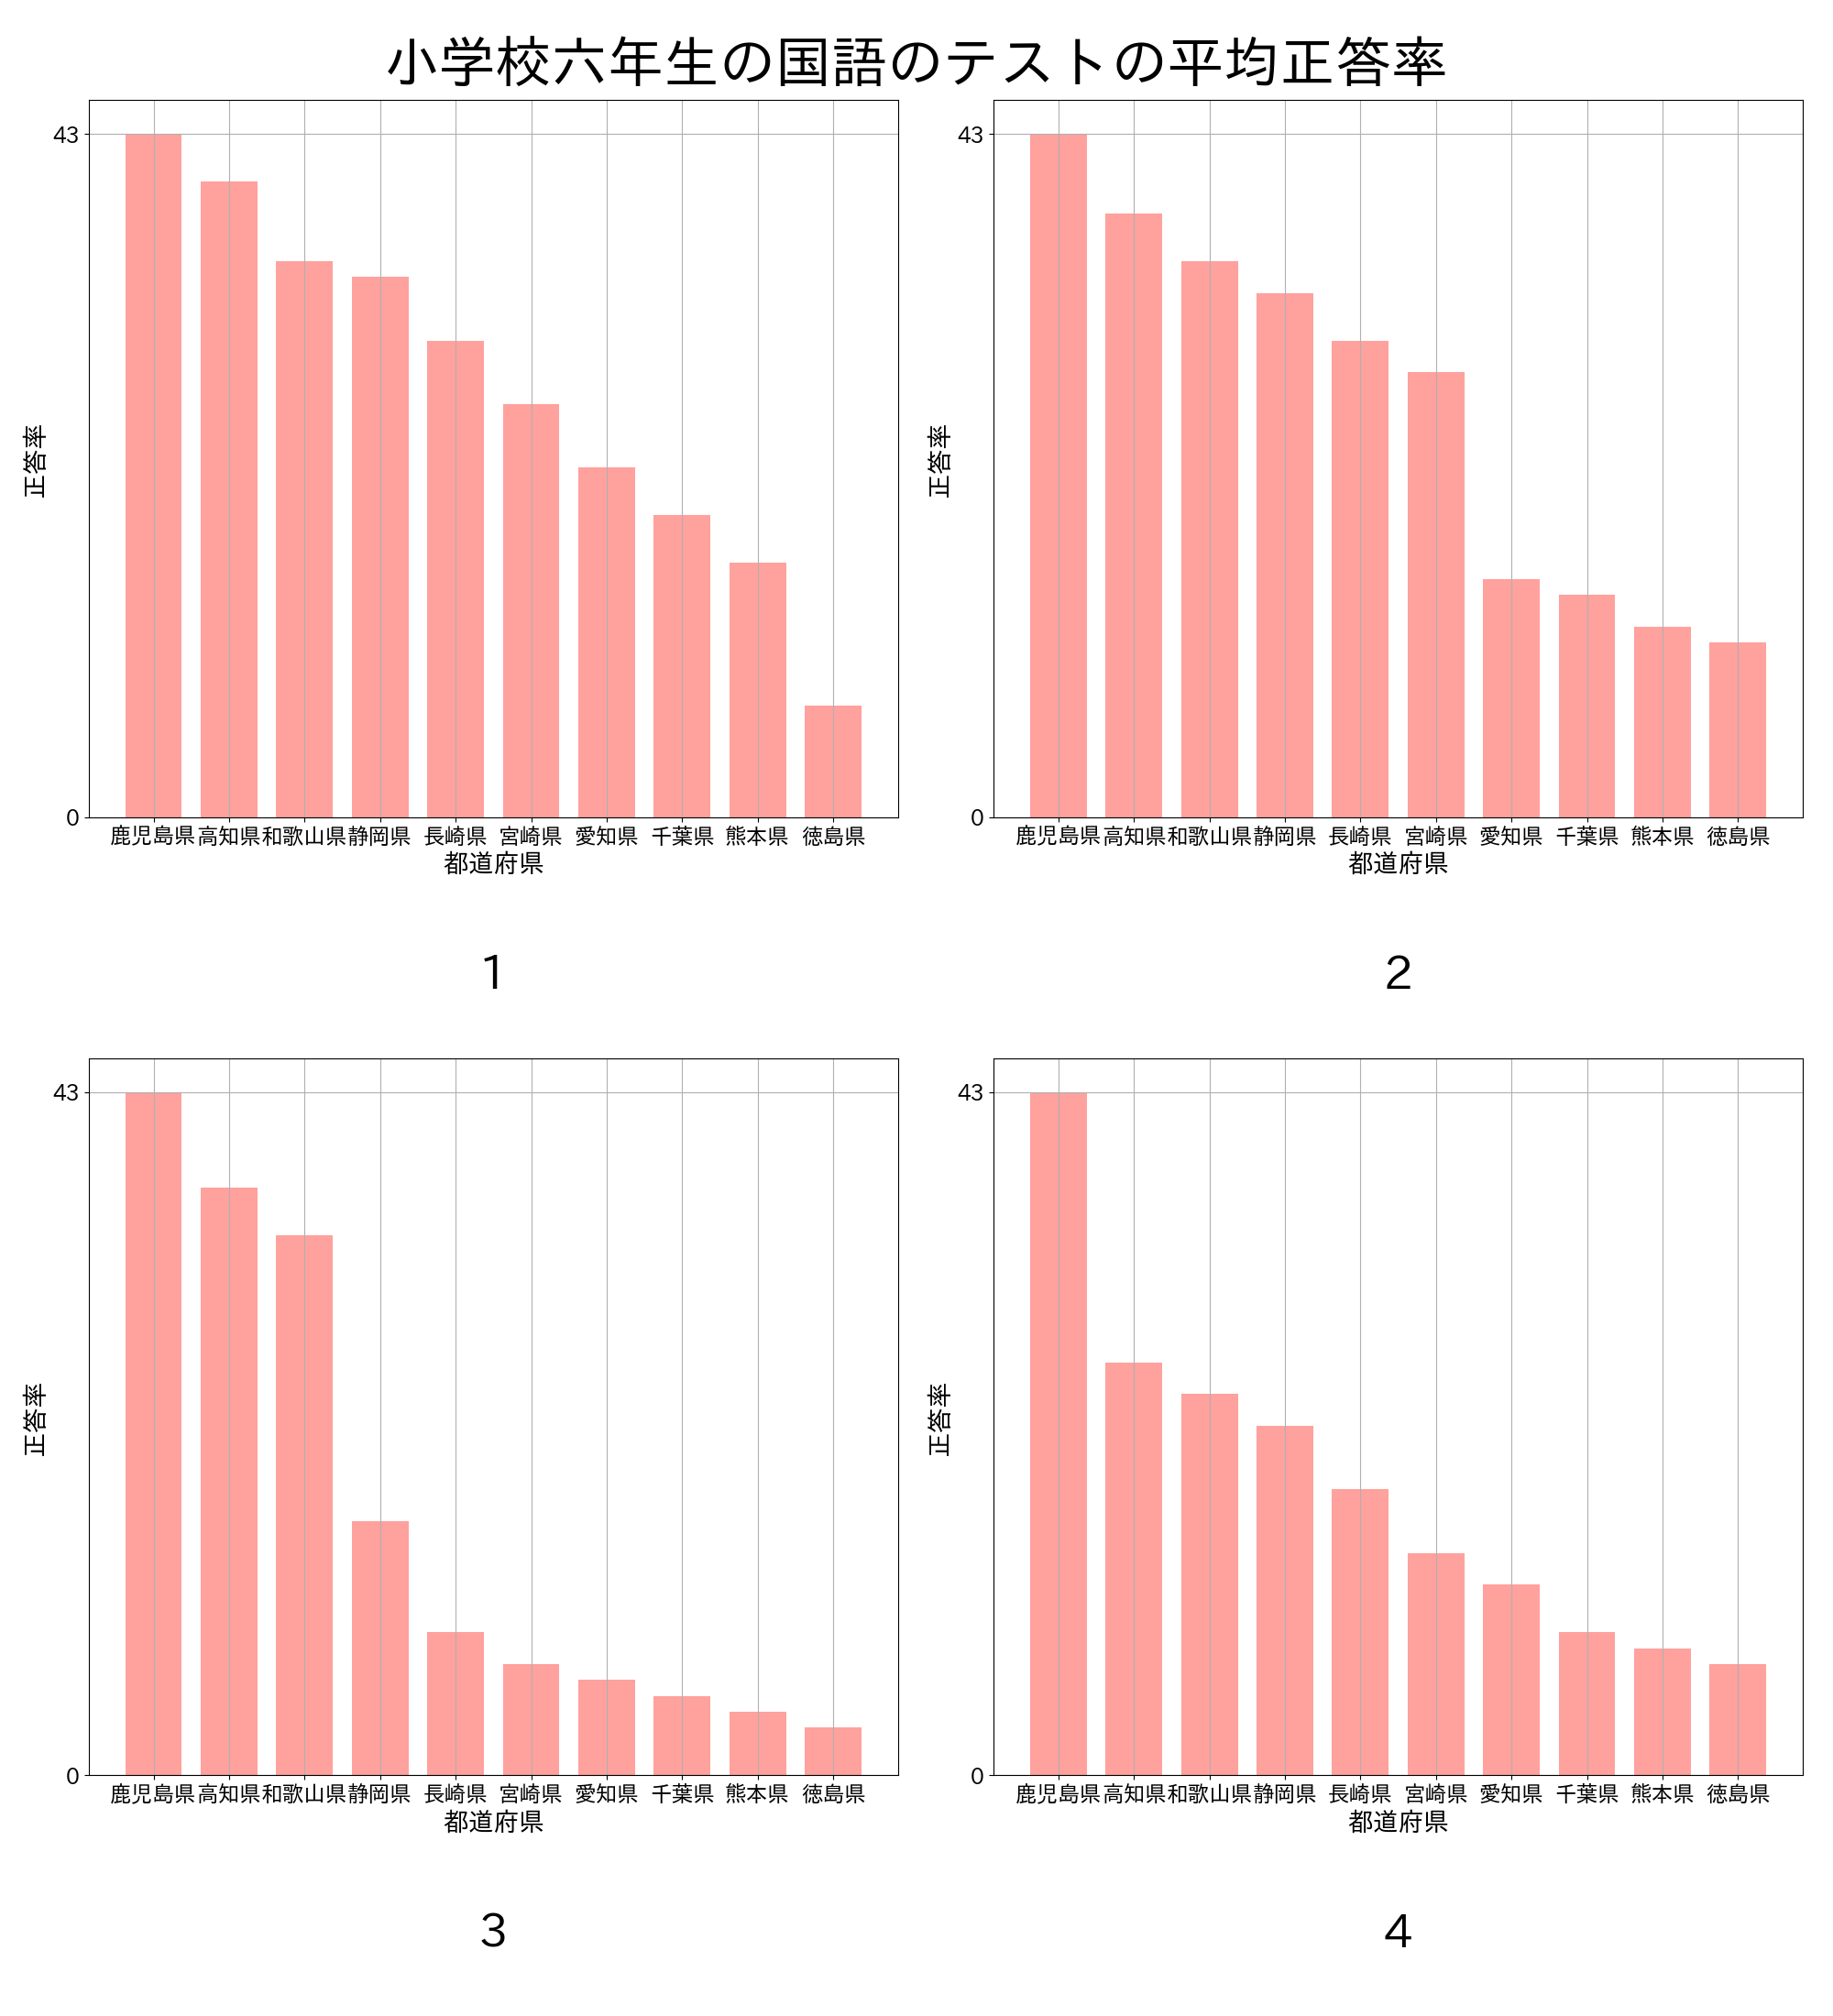 小学校六年生の国語のテストの平均正答率
43
0
正答率
鹿児島県 高知県 和歌山県 静岡県 長崎県 宮崎県 愛知県 千葉県 熊本県 徳島県
都道府県
1
43
0
正答率
鹿児島県 高知県 和歌山県 静岡県 長崎県 宮崎県 愛知県 千葉県 熊本県 徳島県
都道府県
2
43
0
正答率
鹿児島県 高知県 和歌山県 静岡県 長崎県 宮崎県 愛知県 千葉県 熊本県 徳島県
都道府県
3
43
0
正答率
鹿児島県 高知県 和歌山県 静岡県 長崎県 宮崎県 愛知県 千葉県 熊本県 徳島県
都道府県
4